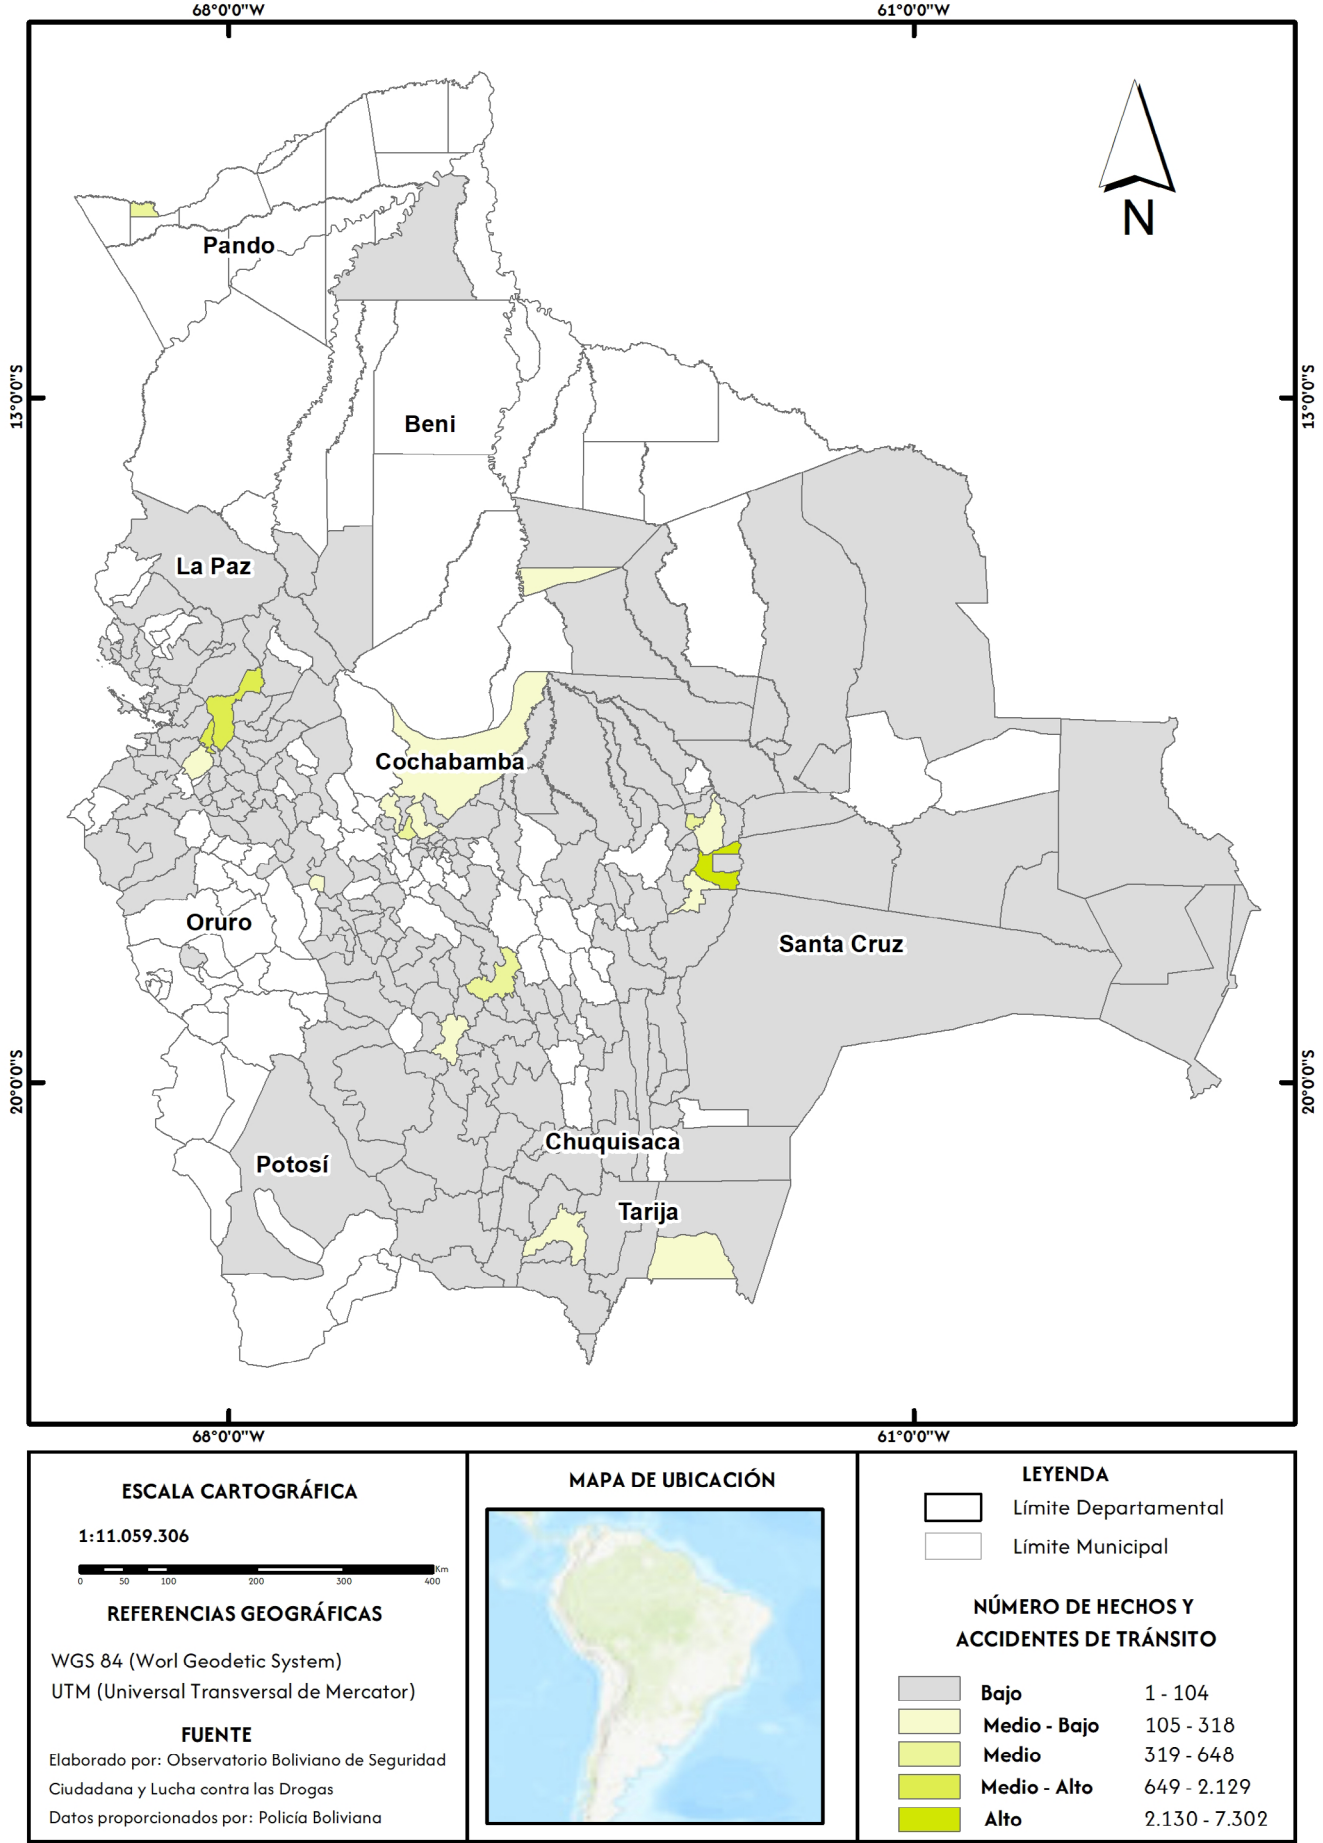 68°0'0"W 61°0'0"W
N
Pando
13°0'0"S 13°0'0"S
Beni
La Paz
Cochabamba
Oruro
Santa Cruz
20°0'0"S 20°0'0"S
Chuquisaca
Potosí
Tarija
68°0'0"W 61°0'0"W
ESCALA CARTOGRÁFICA
1:11.059.306
Km
0 50 100 200 300 400
REFERENCIAS GEOGRÁFICAS
WGS 84 (Worl Geodetic System)
UTM (Universal Transversal de Mercator)
FUENTE
Elaborado por: Observatorio Boliviano de Seguridad
Ciudadana y Lucha contra las Drogas
Datos proporcionados por: Policía Boliviana
MAPA DE UBICACIÓN
LEYENDA
Límite Departamental
Límite Municipal
NÚMERO DE HECHOS Y
ACCIDENTES DE TRÁNSITO
Bajo 1 - 104
Medio - Bajo 105 - 318
Medio 319 - 648
Medio - Alto 649 - 2.129
Alto 2.130 - 7.302